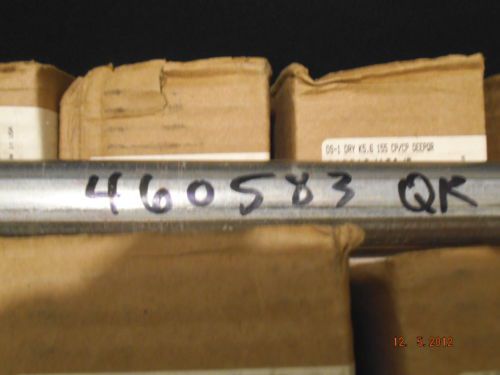 DS-1 DRY K5.6 155 CP/CP DEEPQR
460583 QR
12. 5.2012